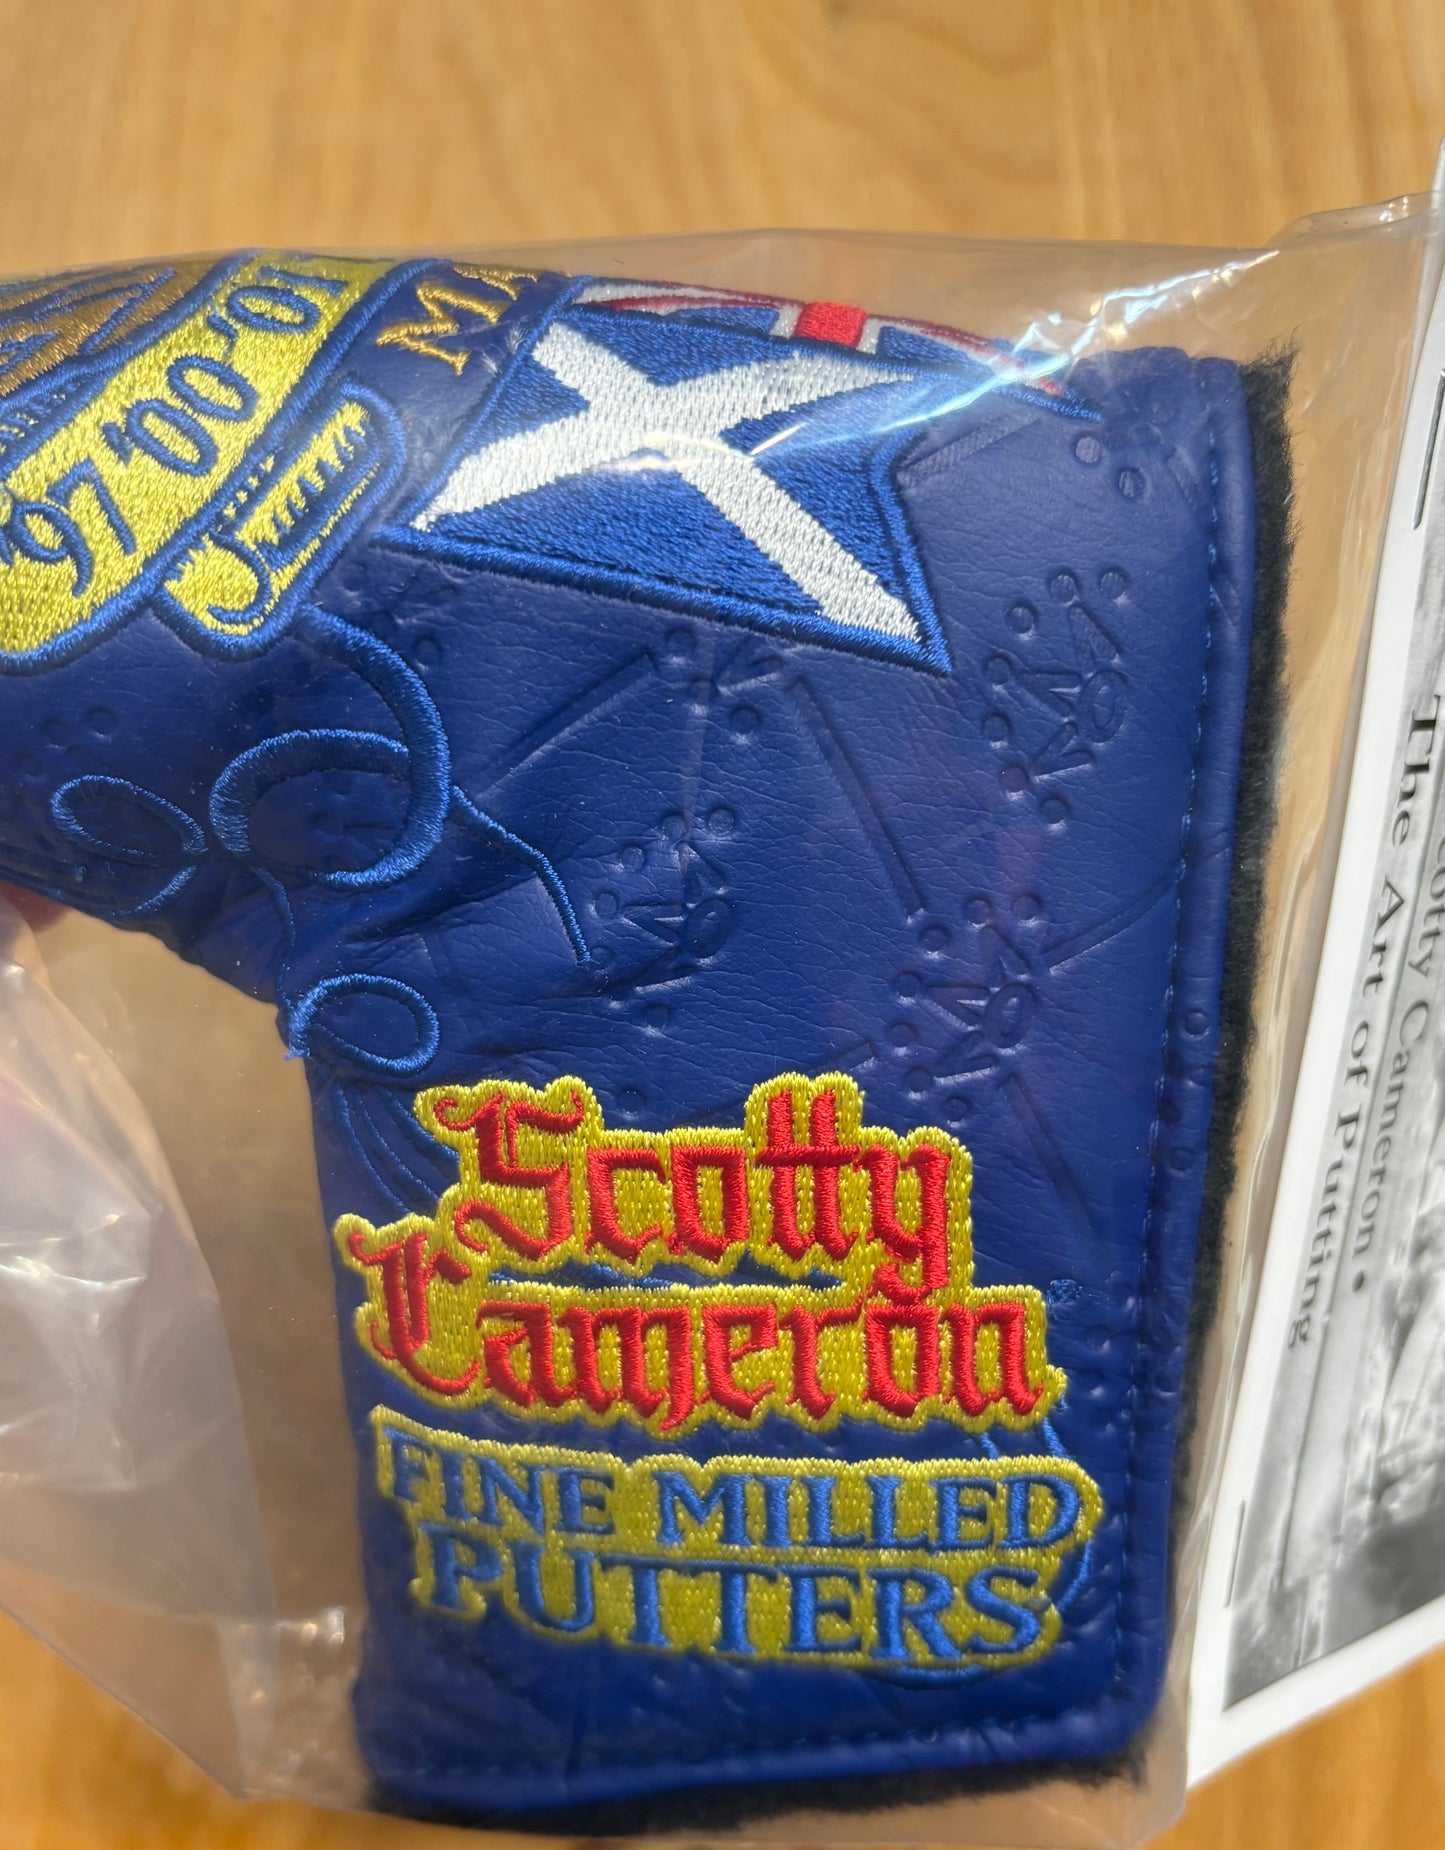 '97 '00 '01
Scotty
Cameron
FINE MILLED
PUTTERS
Scotty Cameron •
The Art of Putting